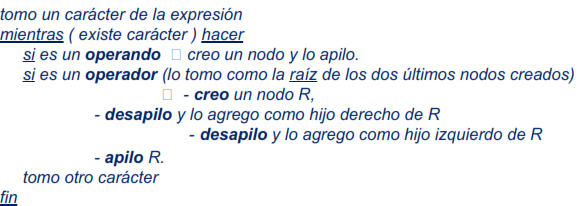 tomo un carácter de la expresión
mientras ( existe carácter ) hacer
si es un operando  creo un nodo y lo apilo.
si es un operador (lo tomo como la raíz de los dos últimos nodos creados)
 - creo un nodo R,
- desapilo y lo agrego como hijo derecho de R
- desapilo y lo agrego como hijo izquierdo de R
- apilo R.
tomo otro carácter
fin